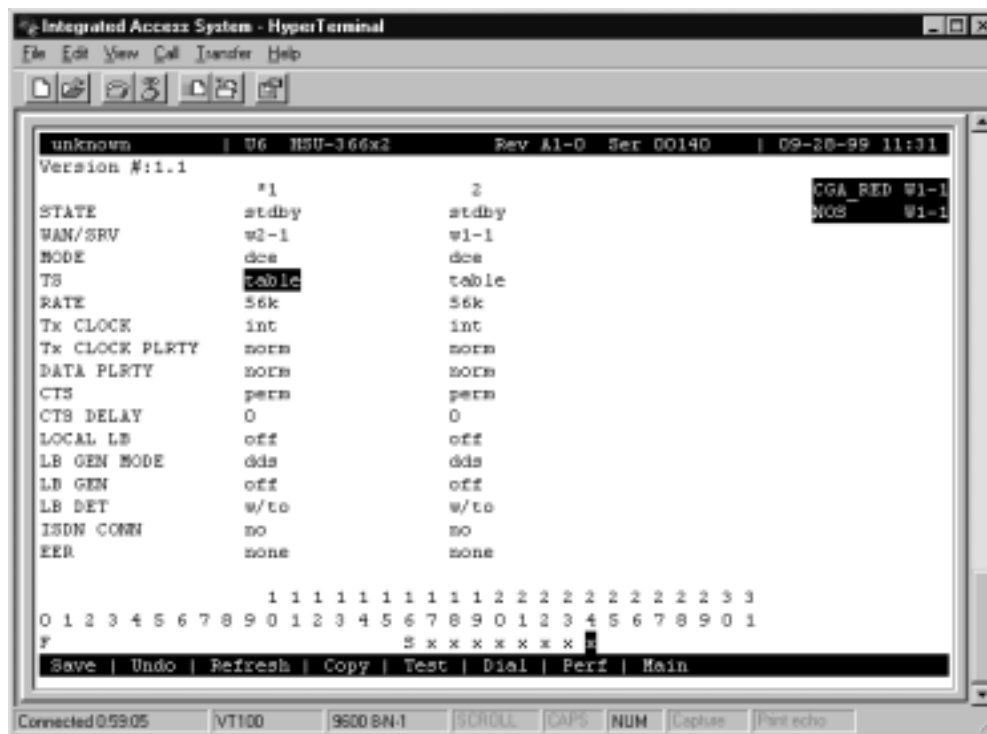 Integrated Access System - HyperTerminal
File Edit View Call Transfer Help
unknown | U6 HSU-366x2 Rev A1-0 Ser 00140 | 09-28-99 11:31
Version #:1.1
*1 2 CGA_RED W1-1
STATE stdby stdby NOS W1-1
WAN/SRV w2-1 w1-1
MODE dce dce
TS table table
RATE 56k 56k
Tx CLOCK int int
Tx CLOCK PLRTY norm norm
DATA PLRTY norm norm
CTS perm perm
CTS DELAY 0 0
LOCAL LB off off
LB GEN MODE dds dds
LB GEN off off
LB DET w/to w/to
ISDN CONN no no
EER none none
1 1 1 1 1 1 1 1 1 1 2 2 2 2 2 2 2 2 2 2 3 3
0 1 2 3 4 5 6 7 8 9 0 1 2 3 4 5 6 7 8 9 0 1 2 3 4 5 6 7 8 9 0 1
F S x x x x x x x x
Save | Undo | Refresh | Copy | Test | Dial | Perf | Main
Connected 0:59:05 VT100 9600 8-N-1 SCROLL CAPS NUM Capture Print echo